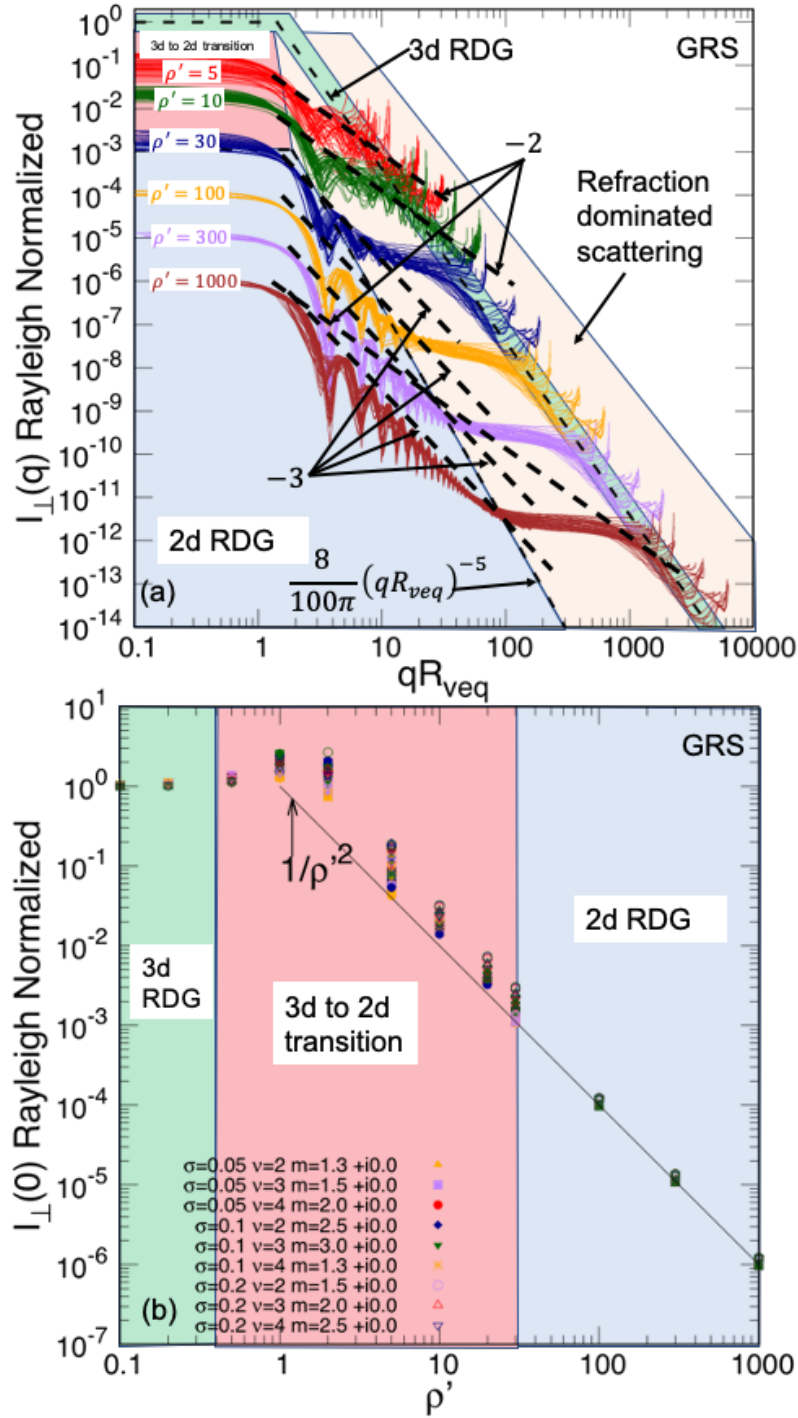 10⁰
10⁻¹
10⁻²
10⁻³
10⁻⁴
10⁻⁵
10⁻⁶
10⁻⁷
10⁻⁸
10⁻⁹
10⁻¹⁰
10⁻¹¹
10⁻¹²
10⁻¹³
10⁻¹⁴
I⊥(q) Rayleigh Normalized
3d to 2d transition
ρ′ = 5
ρ′ = 10
ρ′ = 30
ρ′ = 100
ρ′ = 300
ρ′ = 1000
3d RDG
GRS
−2
Refraction
dominated
scattering
−3
2d RDG
8/100π (qR_veq)⁻⁵
(a)
0.1 1 10 100 1000 10000
qR_veq
10¹
10⁰
10⁻¹
10⁻²
10⁻³
10⁻⁴
10⁻⁵
10⁻⁶
10⁻⁷
I⊥(0) Rayleigh Normalized
GRS
1/ρ'²
3d
RDG
3d to 2d
transition
2d RDG
σ=0.05 ν=2 m=1.3 +i0.0
σ=0.05 ν=3 m=1.5 +i0.0
σ=0.05 ν=4 m=2.0 +i0.0
σ=0.1 ν=2 m=2.5 +i0.0
σ=0.1 ν=3 m=3.0 +i0.0
σ=0.1 ν=4 m=1.3 +i0.0
σ=0.2 ν=2 m=1.5 +i0.0
σ=0.2 ν=3 m=2.0 +i0.0
σ=0.2 ν=4 m=2.5 +i0.0
(b)
0.1 1 10 100 1000
ρ'